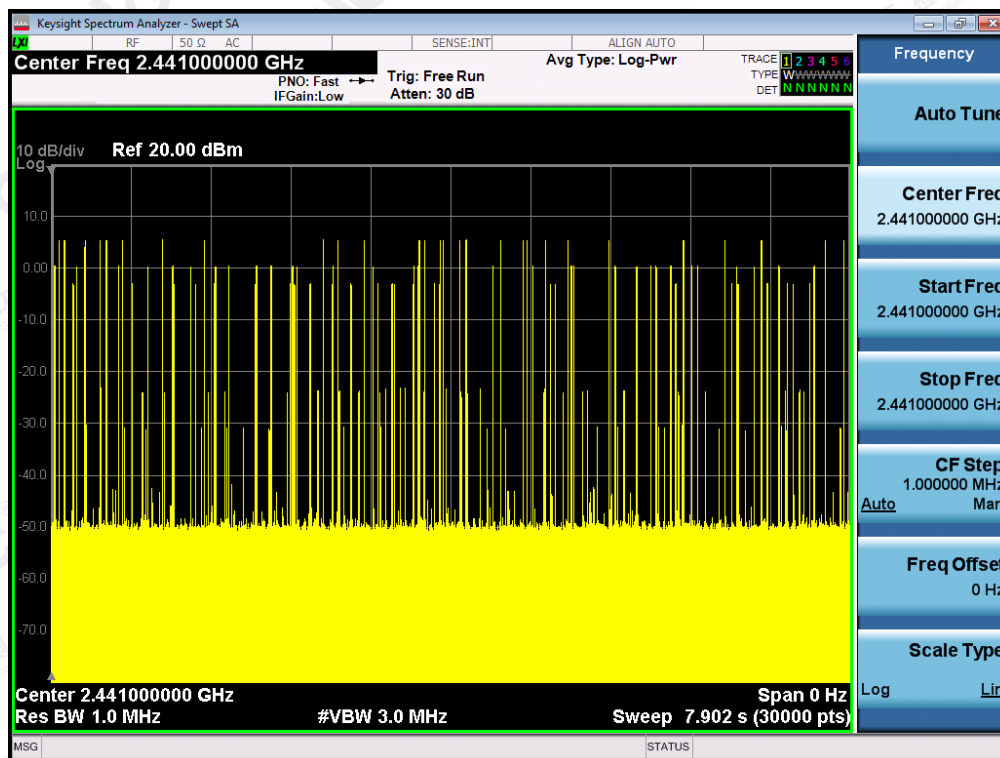 Keysight Spectrum Analyzer - Swept SA
LXI RF 50 Ω AC SENSE:INT ALIGN AUTO
Center Freq 2.441000000 GHz
PNO: Fast
IFGain:Low
Trig: Free Run
Atten: 30 dB
Avg Type: Log-Pwr
TRACE 1 2 3 4 5 6
TYPE W W W W W W
DET N N N N N N
10 dB/div Ref 20.00 dBm
Log
10.0
0.00
-10.0
-20.0
-30.0
-40.0
-50.0
-60.0
-70.0
Center 2.441000000 GHz Span 0 Hz
Res BW 1.0 MHz #VBW 3.0 MHz Sweep 7.902 s (30000 pts)
MSG STATUS
Frequency
Auto Tune
Center Freq
2.441000000 GHz
Start Freq
2.441000000 GHz
Stop Freq
2.441000000 GHz
CF Step
1.000000 MHz
Auto Man
Freq Offset
0 Hz
Scale Type
Log Lin